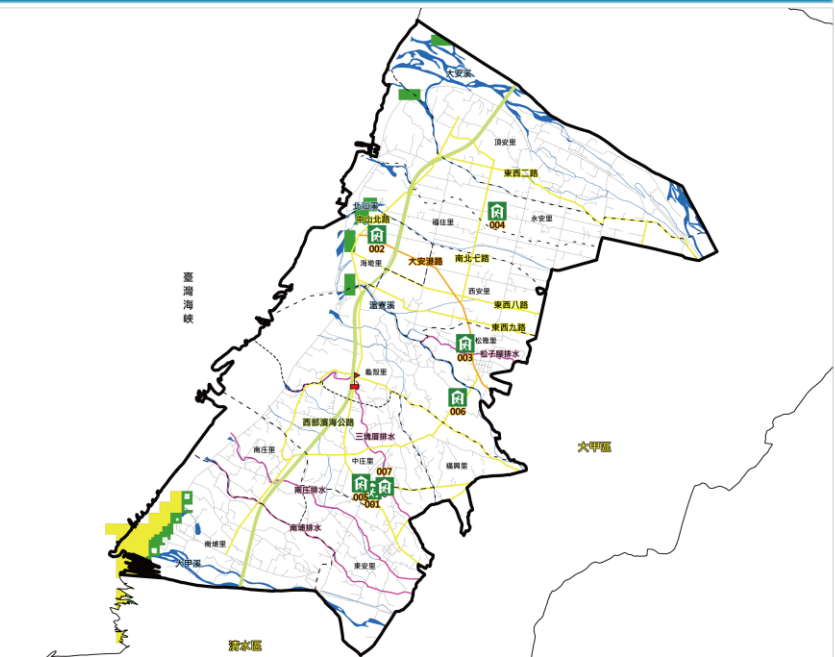 大安溪
頂安里
東西二路
北汕溪
中山北路
福住里
004
永安里
002
海墘里
大安港路
南北七路
臺灣海峽
西安里
溫寮溪
東西八路
東西九路
松雅里
003
松子腳排水
龜殼里
006
西部濱海公路
三塊厝排水
大甲區
南庄里
中庄里
福興里
007
南庄排水
005
001
南埔排水
南埔里
大甲溪
東安里
清水區